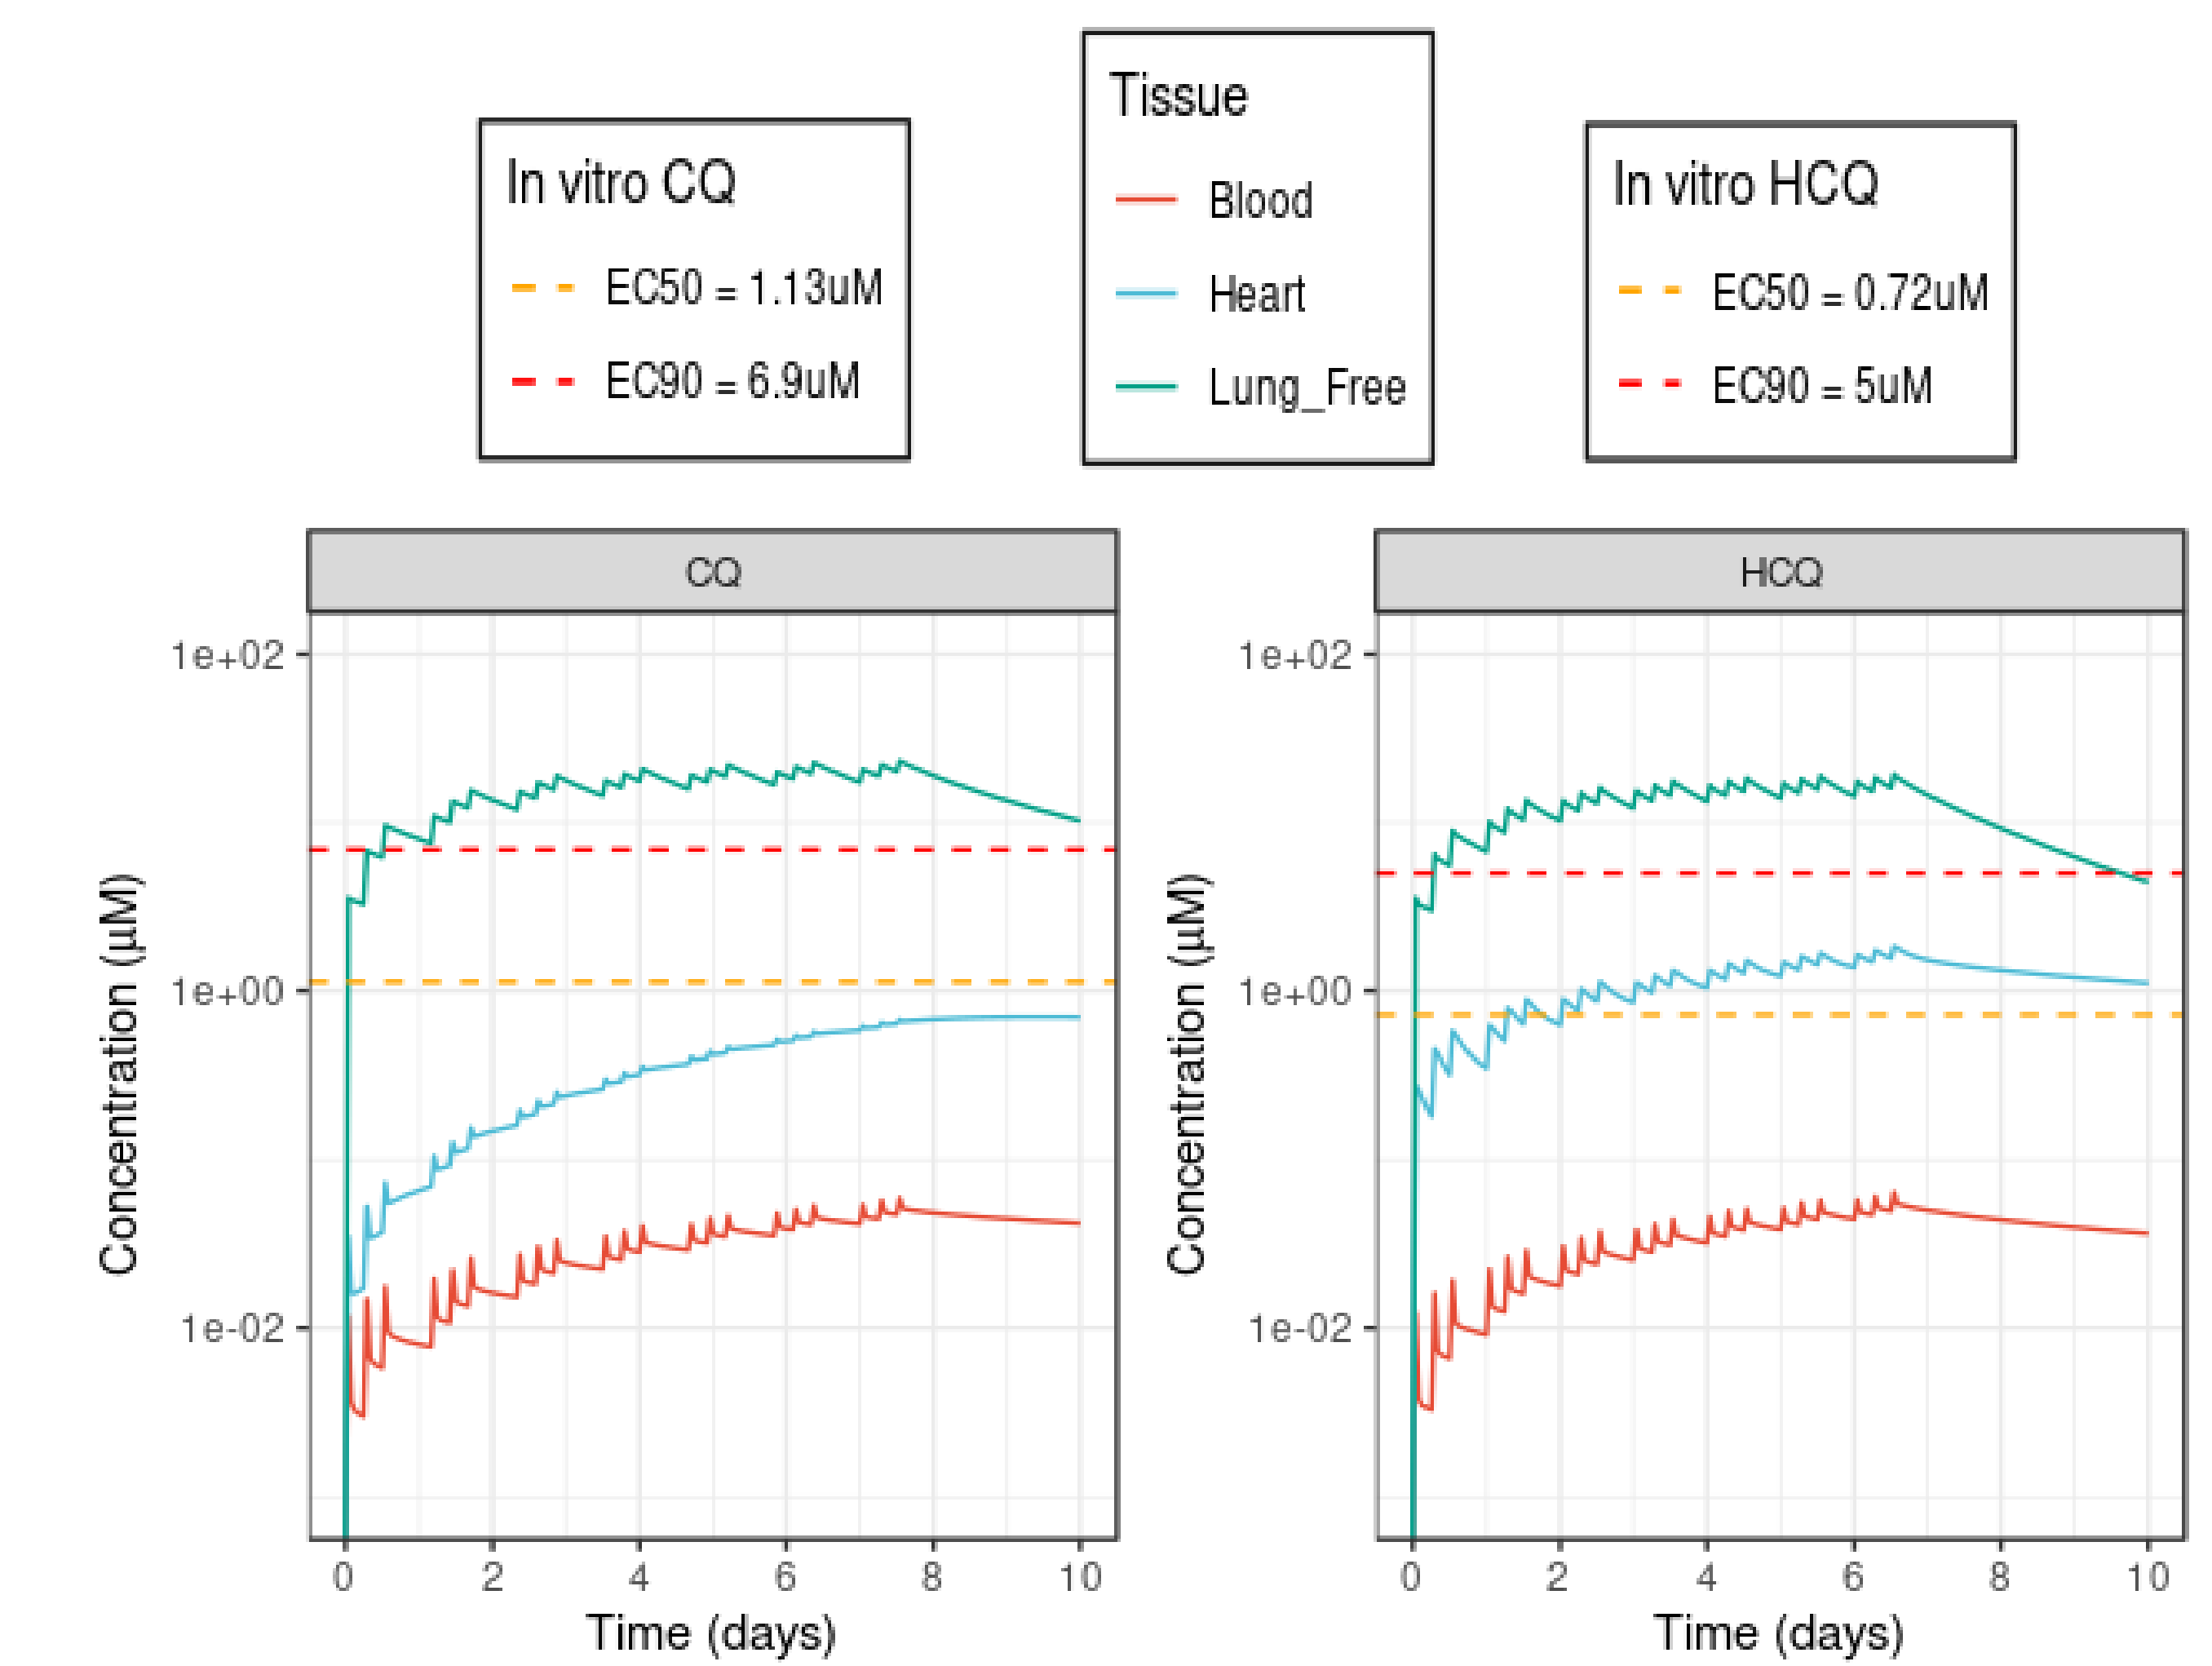 Tissue
Blood
Heart
Lung_Free
In vitro CQ
EC50 = 1.13uM
EC90 = 6.9uM
In vitro HCQ
EC50 = 0.72uM
EC90 = 5uM
CQ
Concentration (µM)
1e+02
1e+00
1e-02
0 2 4 6 8 10
Time (days)
HCQ
Concentration (µM)
1e+02
1e+00
1e-02
0 2 4 6 8 10
Time (days)